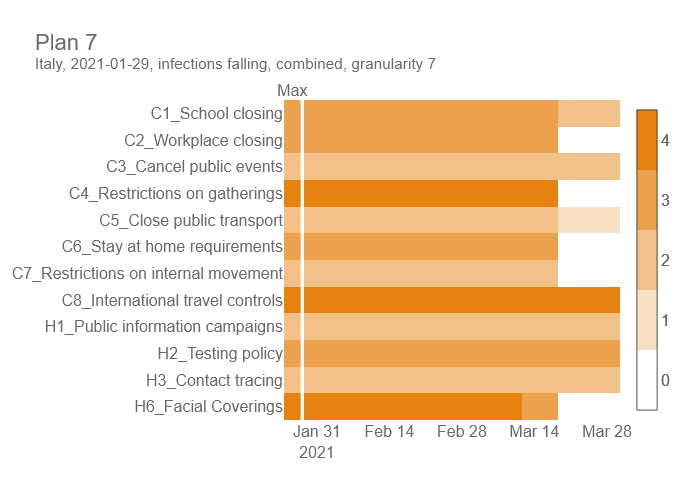 Plan 7
Italy, 2021-01-29, infections falling, combined, granularity 7
Max
C1_School closing
C2_Workplace closing
C3_Cancel public events
C4_Restrictions on gatherings
C5_Close public transport
C6_Stay at home requirements
C7_Restrictions on internal movement
C8_International travel controls
H1_Public information campaigns
H2_Testing policy
H3_Contact tracing
H6_Facial Coverings
Jan 31 Feb 14 Feb 28 Mar 14 Mar 28
2021
4
3
2
1
0